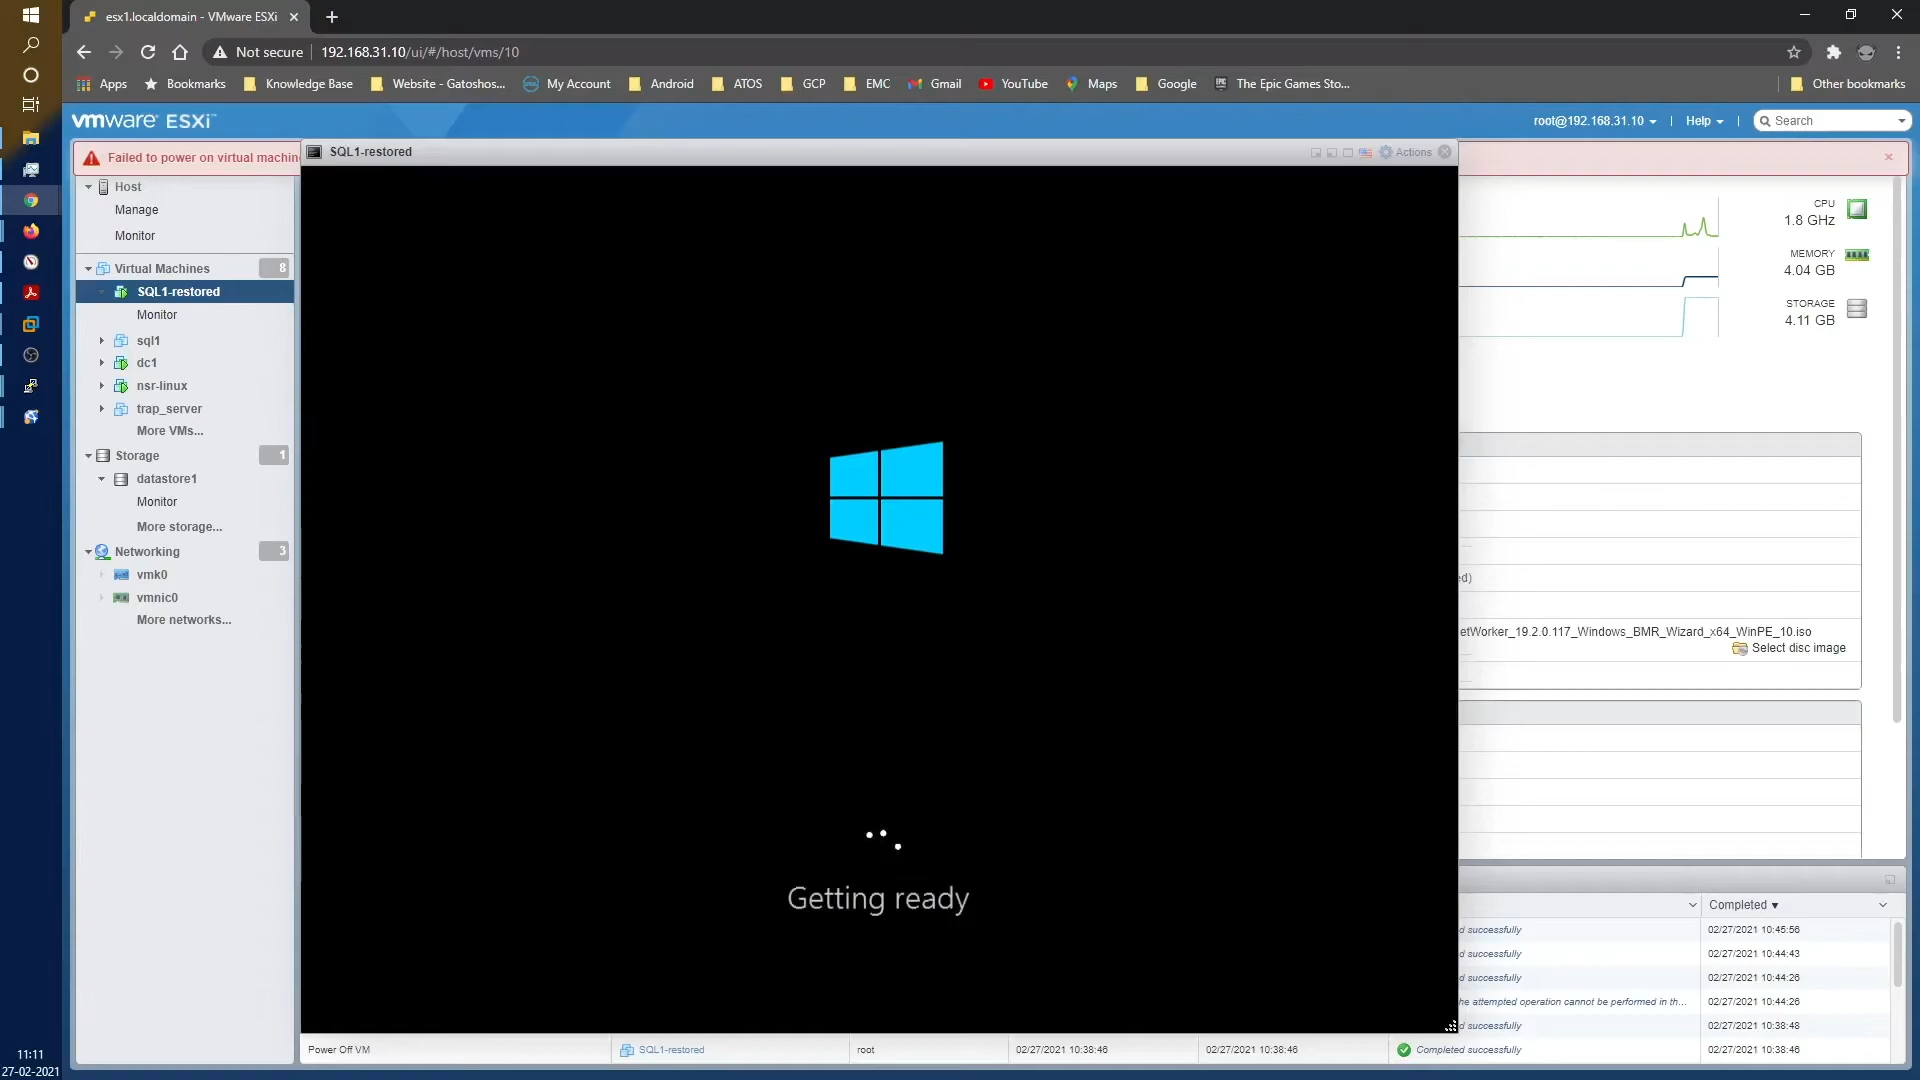 esx1.localdomain - VMware ESXi
Not secure
192.168.31.10/ui/#/host/vms/10
Apps
Bookmarks
Knowledge Base
Website - Gatoshos...
My Account
Android
ATOS
GCP
EMC
Gmail
YouTube
Maps
Google
The Epic Games Sto...
Other bookmarks
vmware ESXi
root@192.168.31.10
Help
Search
Failed to power on virtual machin
SQL1-restored
Actions
Host
Manage
Monitor
Virtual Machines 8
SQL1-restored
Monitor
sql1
dc1
nsr-linux
trap_server
More VMs...
Storage 1
datastore1
Monitor
More storage...
Networking 3
vmk0
vmnic0
More networks...
Getting ready
CPU
1.8 GHz
MEMORY
4.04 GB
STORAGE
4.11 GB
ed)
etWorker_19.2.0.117_Windows_BMR_Wizard_x64_WinPE_10.iso
Select disc image
Completed
d successfully 02/27/2021 10:45:56
d successfully 02/27/2021 10:44:43
d successfully 02/27/2021 10:44:26
he attempted operation cannot be performed in th... 02/27/2021 10:44:26
d successfully 02/27/2021 10:38:48
Power Off VM SQL1-restored root 02/27/2021 10:38:46 02/27/2021 10:38:46 Completed successfully 02/27/2021 10:38:46
11:11
27-02-2021